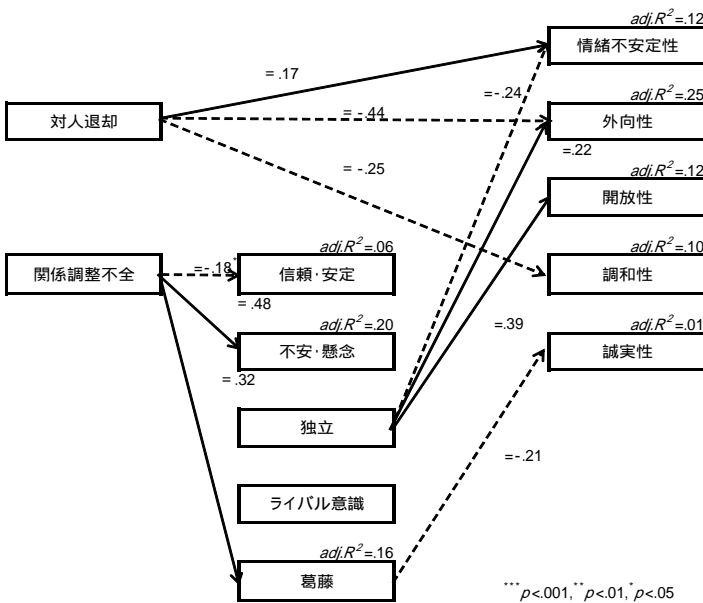 adj.R²=.12
情緒不安定性
=.17
=-.24
adj.R²=.25
対人退却
=-.44
外向性
=.22
=-.25
adj.R²=.12
開放性
adj.R²=.06
adj.R²=.10
関係調整不全
=-.18*
信頼・安定
調和性
=.48
adj.R²=.20
adj.R²=.01
不安・懸念
=.39
誠実性
=.32
独立
=-.21
ライバル意識
adj.R²=.16
葛藤
***p<.001,**p<.01,*p<.05